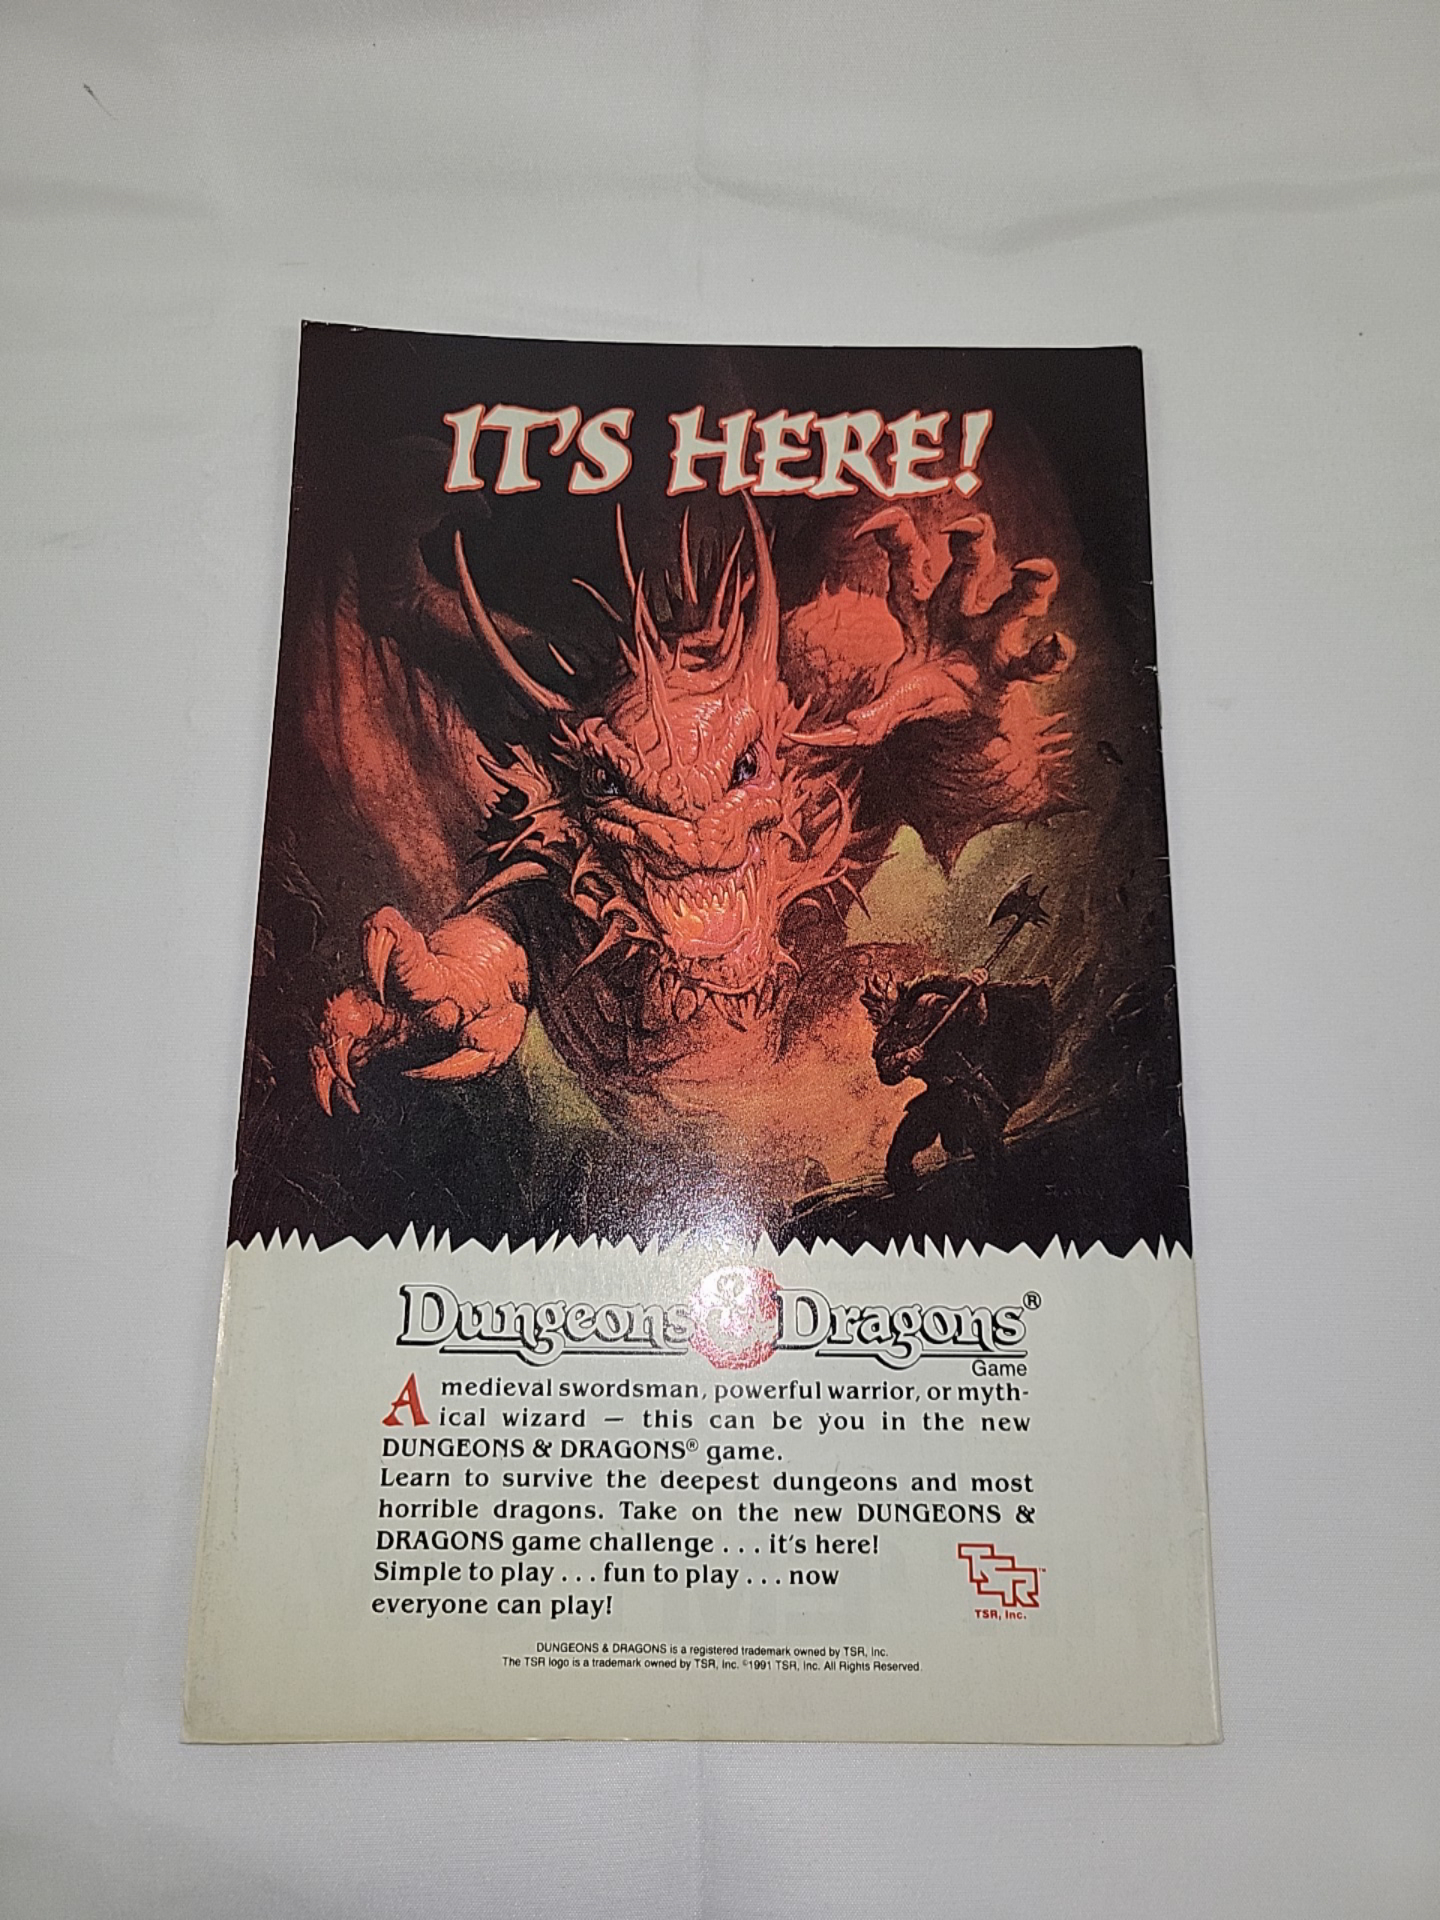 IT'S HERE!
Dungeons & Dragons®
Game
A medieval swordsman, powerful warrior, or myth-
ical wizard — this can be you in the new
DUNGEONS & DRAGONS® game.
Learn to survive the deepest dungeons and most
horrible dragons. Take on the new DUNGEONS &
DRAGONS game challenge . . . it's here!
Simple to play . . . fun to play . . . now
everyone can play!
TSR™
TSR, Inc.
DUNGEONS & DRAGONS is a registered trademark owned by TSR, Inc.
The TSR logo is a trademark owned by TSR, Inc. ©1991 TSR, Inc. All Rights Reserved.